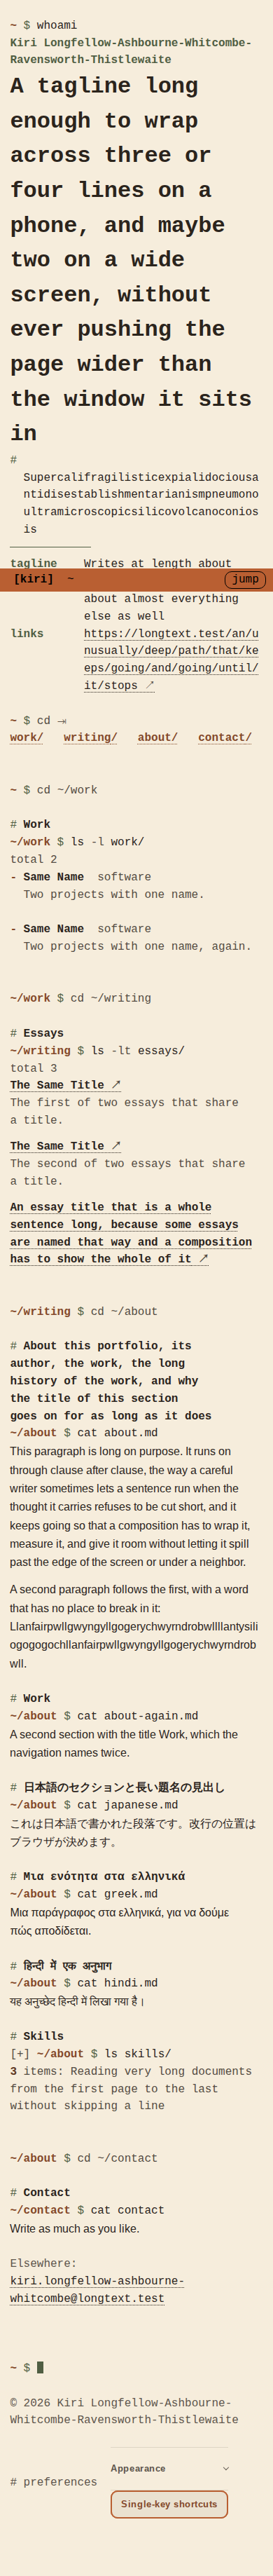 ~ $ whoami
Kiri Longfellow-Ashbourne-Whitcombe-
Ravensworth-Thistlewaite
A tagline long
enough to wrap
across three or
four lines on a
phone, and maybe
two on a wide
screen, without
ever pushing the
page wider than
the window it sits
in
#
Supercalifragilisticexpialidociousa
ntidisestablishmentarianismpneumono
ultramicroscopicsilicovolcanoconios
is
tagline Writes at length about
[kiri] ~ jump
about almost everything
else as well
links https://longtext.test/an/u
nusually/deep/path/that/ke
eps/going/and/going/until/
it/stops ↗
~ $ cd ⇥
work/ writing/ about/ contact/
~ $ cd ~/work
# Work
~/work $ ls -l work/
total 2
- Same Name software
Two projects with one name.
- Same Name software
Two projects with one name, again.
~/work $ cd ~/writing
# Essays
~/writing $ ls -lt essays/
total 3
The Same Title ↗
The first of two essays that share
a title.
The Same Title ↗
The second of two essays that share
a title.
An essay title that is a whole
sentence long, because some essays
are named that way and a composition
has to show the whole of it ↗
~/writing $ cd ~/about
# About this portfolio, its
author, the work, the long
history of the work, and why
the title of this section
goes on for as long as it does
~/about $ cat about.md
This paragraph is long on purpose. It runs on
through clause after clause, the way a careful
writer sometimes lets a sentence run when the
thought it carries refuses to be cut short, and it
keeps going so that a composition has to wrap it,
measure it, and give it room without letting it spill
past the edge of the screen or under a neighbor.
A second paragraph follows the first, with a word
that has no place to break in it:
Llanfairpwllgwyngyllgogerychwyrndrobwllllantysili
ogogogochllanfairpwllgwyngyllgogerychwyrndrob
wll.
# Work
~/about $ cat about-again.md
A second section with the title Work, which the
navigation names twice.
# 日本語のセクションと長い題名の見出し
~/about $ cat japanese.md
これは日本語で書かれた段落です。改行の位置は
ブラウザが決めます。
# Μια ενότητα στα ελληνικά
~/about $ cat greek.md
Μια παράγραφος στα ελληνικά, για να δούμε
πώς αποδίδεται.
# हिन्दी में एक अनुभाग
~/about $ cat hindi.md
यह अनुच्छेद हिन्दी में लिखा गया है।
# Skills
[+] ~/about $ ls skills/
3 items: Reading very long documents
from the first page to the last
without skipping a line
~/about $ cd ~/contact
# Contact
~/contact $ cat contact
Write as much as you like.
Elsewhere:
kiri.longfellow-ashbourne-
whitcombe@longtext.test
~ $
© 2026 Kiri Longfellow-Ashbourne-
Whitcombe-Ravensworth-Thistlewaite
Appearance
# preferences
Single-key shortcuts